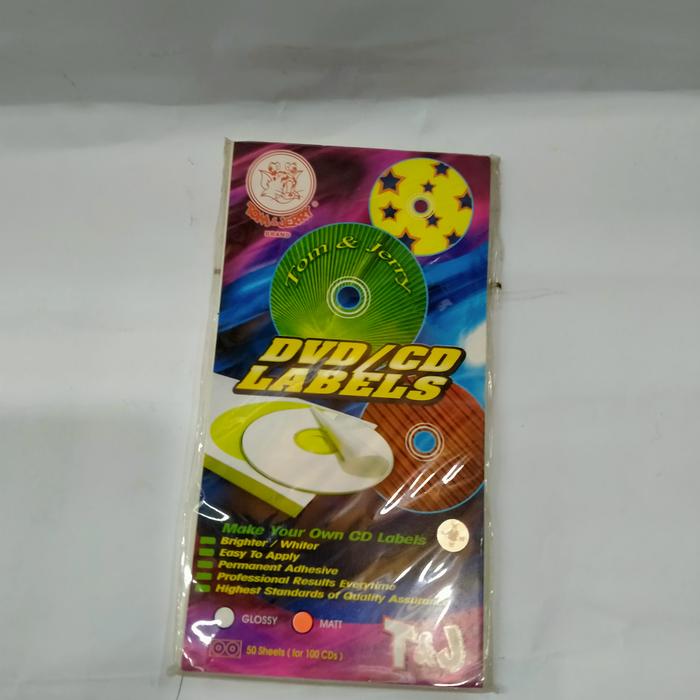 TOM & JERRY
BRAND
Tom & Jerry
DVD/CD
LABELS
Make Your Own CD Labels
Brighter / Whiter
Easy To Apply
Permanent Adhesive
Professional Results Everytime
Highest Standards of Quality Assurance
GLOSSY MATT
50 Sheets ( for 100 CDs )
T&J